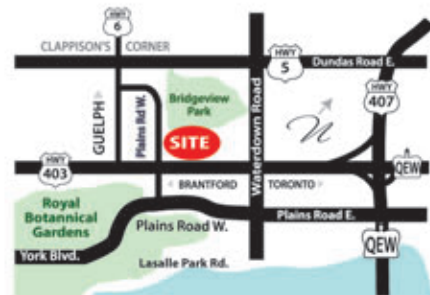 HWY
6
CLAPPISON'S CORNER
HWY
5
Dundas Road E.
HWY
407
GUELPH
Plains Rd W.
Bridgeview
Park
Waterdown Road
N
SITE
HWY
403
QEW
BRANTFORD
TORONTO
Royal
Botanical
Gardens
Plains Road W.
Plains Road E.
York Blvd.
Lasalle Park Rd.
QEW